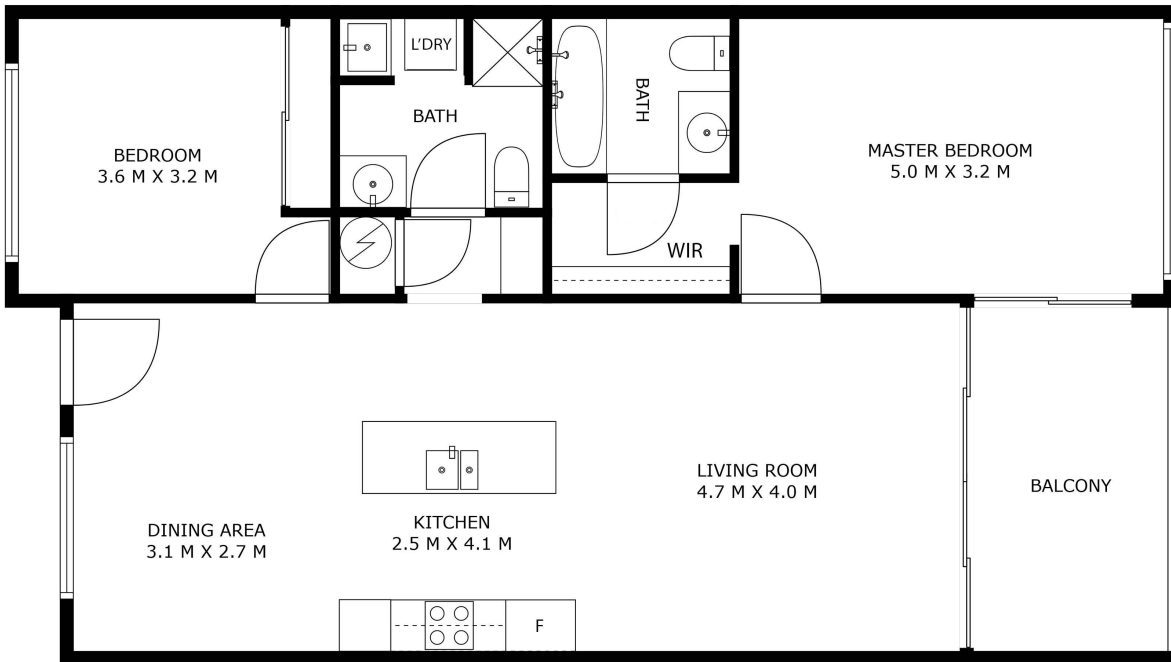 L'DRY
BATH
BATH
BEDROOM
3.6 M X 3.2 M
MASTER BEDROOM
5.0 M X 3.2 M
WIR
LIVING ROOM
4.7 M X 4.0 M
BALCONY
KITCHEN
2.5 M X 4.1 M
DINING AREA
3.1 M X 2.7 M
F